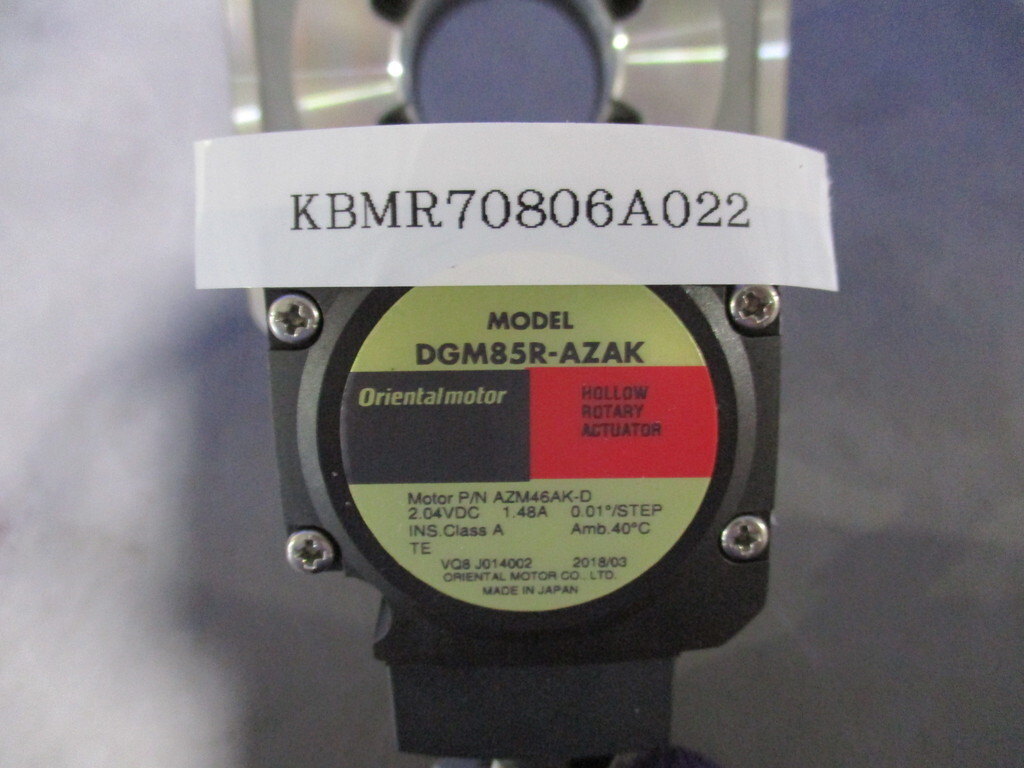 KBMR70806A022
MODEL
DGM85R-AZAK
Orientalmotor
HOLLOW
ROTARY
ACTUATOR
Motor P/N AZM46AK-D
2.04VDC 1.48A 0.01°/STEP
INS.Class A Amb.40°C
TE
VQ8 J014002 2018/03
ORIENTAL MOTOR CO., LTD.
MADE IN JAPAN